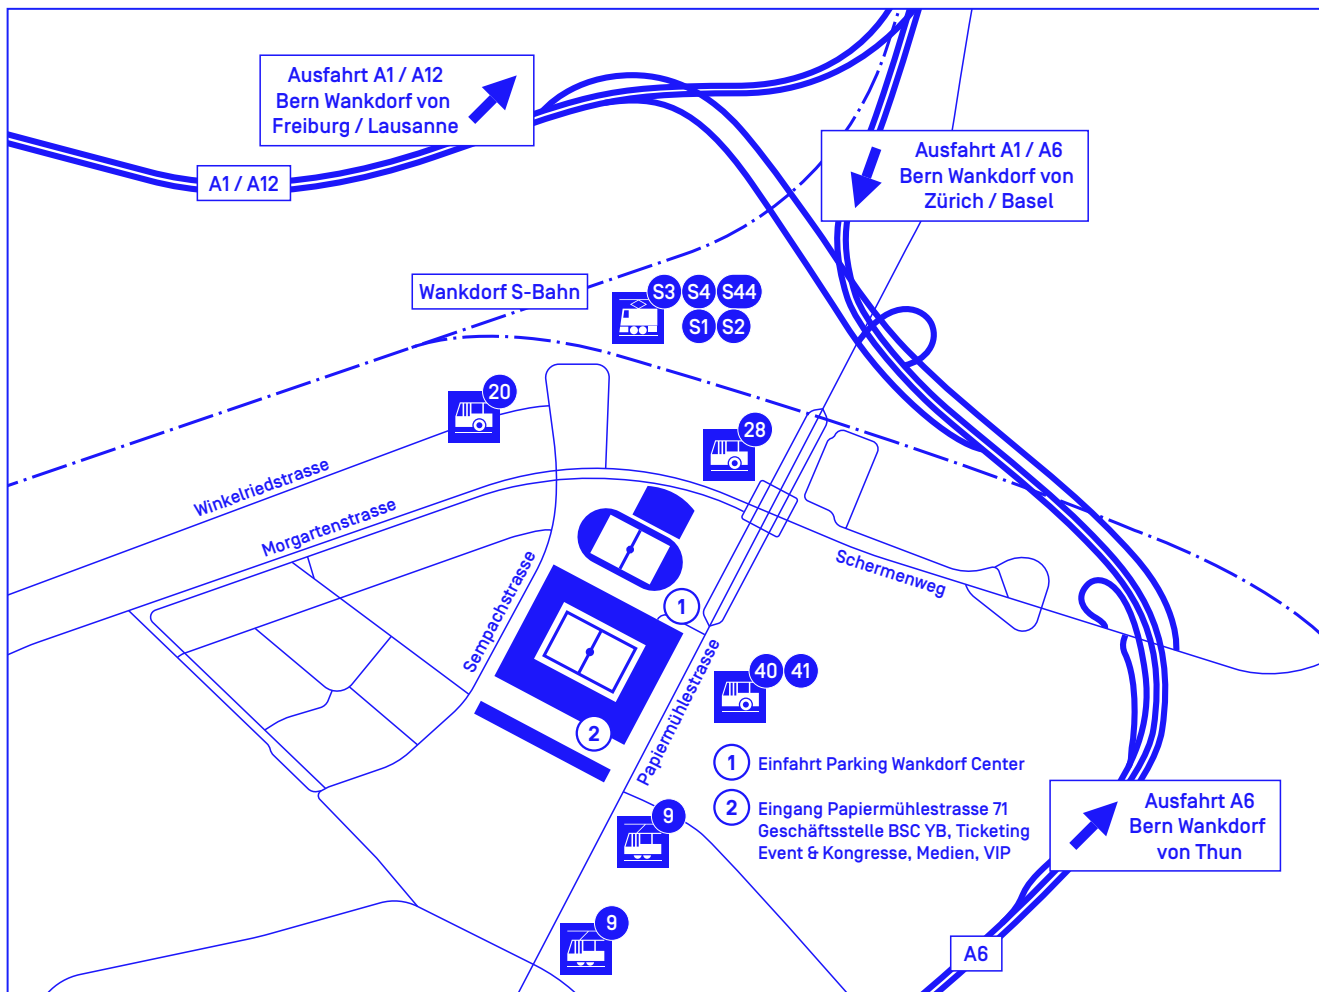 Ausfahrt A1 / A12
Bern Wankdorf von
Freiburg / Lausanne
A1 / A12
Ausfahrt A1 / A6
Bern Wankdorf von
Zürich / Basel
Wankdorf S-Bahn
S3 S4 S44
S1 S2
20
28
Winkelriedstrasse
Morgartenstrasse
Sempachstrasse
Schermenweg
Papiermühlestrasse
1
2
40 41
1 Einfahrt Parking Wankdorf Center
2 Eingang Papiermühlestrasse 71
Geschäftsstelle BSC YB, Ticketing
Event & Kongresse, Medien, VIP
9
9
Ausfahrt A6
Bern Wankdorf
von Thun
A6